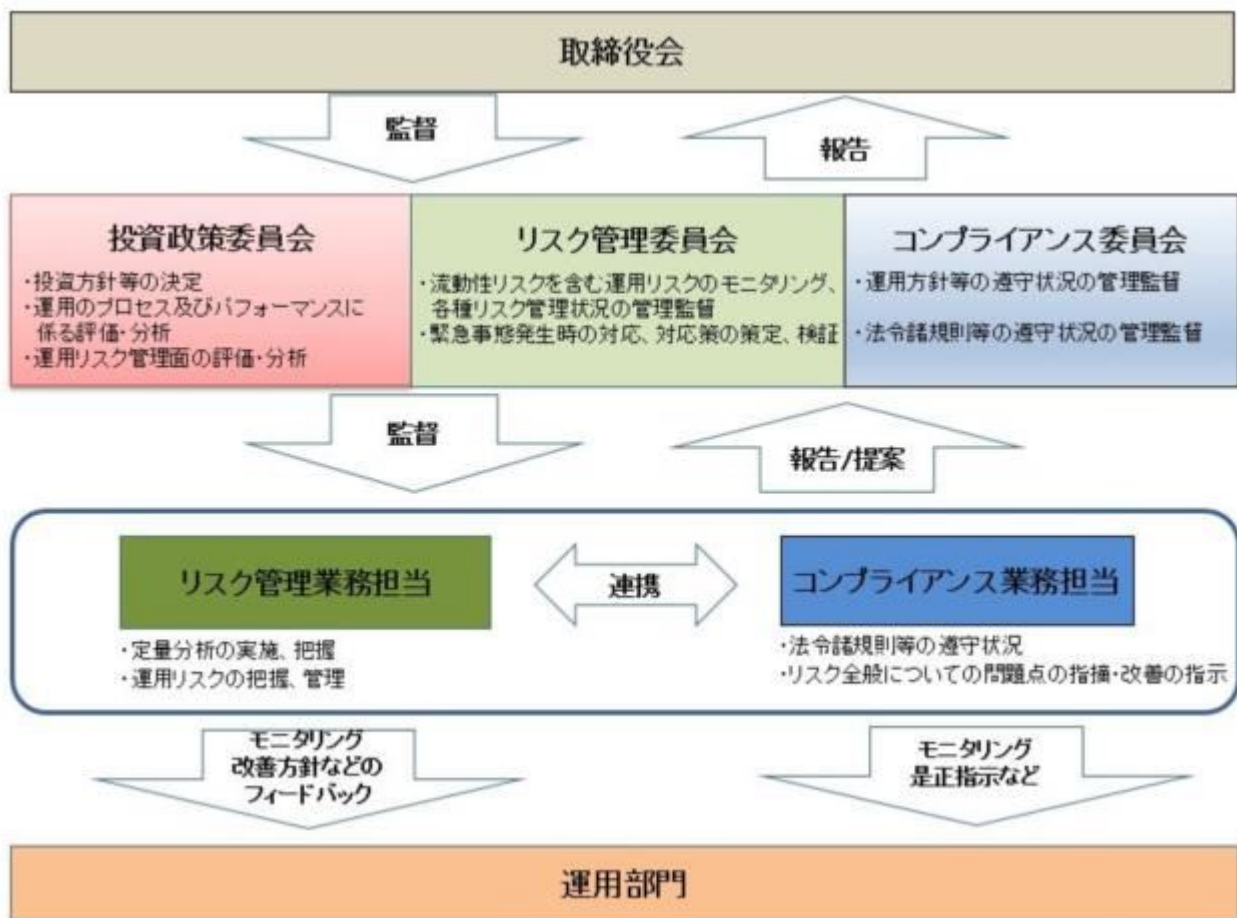 取締役会
監督
報告
投資政策委員会
・投資方針等の決定
・運用のプロセス及びパフォーマンスに
係る評価・分析
・運用リスク管理面の評価・分析
リスク管理委員会
・流動性リスクを含む運用リスクのモニタリング、
各種リスク管理状況の管理監督
・緊急事態発生時の対応、対応策の策定、検証
コンプライアンス委員会
・運用方針等の遵守状況の管理監督
・法令諸規則等の遵守状況の管理監督
監督
報告/提案
リスク管理業務担当
・定量分析の実施、把握
・運用リスクの把握、管理
連携
コンプライアンス業務担当
・法令諸規則等の遵守状況
・リスク全般についての問題点の指摘・改善の指示
モニタリング
改善方針などの
フィードバック
モニタリング
是正指示など
運用部門